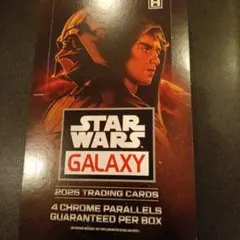 H
STAR
WARS
GALAXY
2025 TRADING CARDS
4 CHROME PARALLELS
GUARANTEED PER BOX